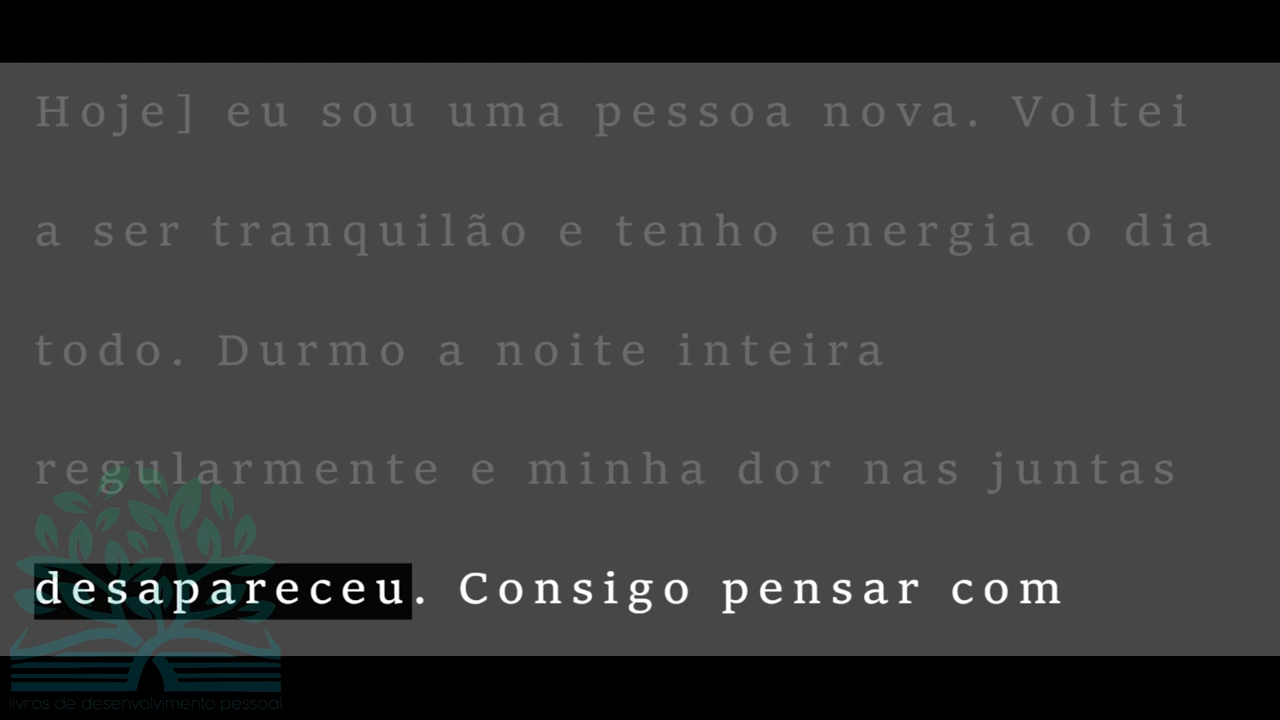 Hoje] eu sou uma pessoa nova. Voltei
a ser tranquilão e tenho energia o dia
todo. Durmo a noite inteira
regularmente e minha dor nas juntas
desapareceu. Consigo pensar com
livros de desenvolvimento pessoal